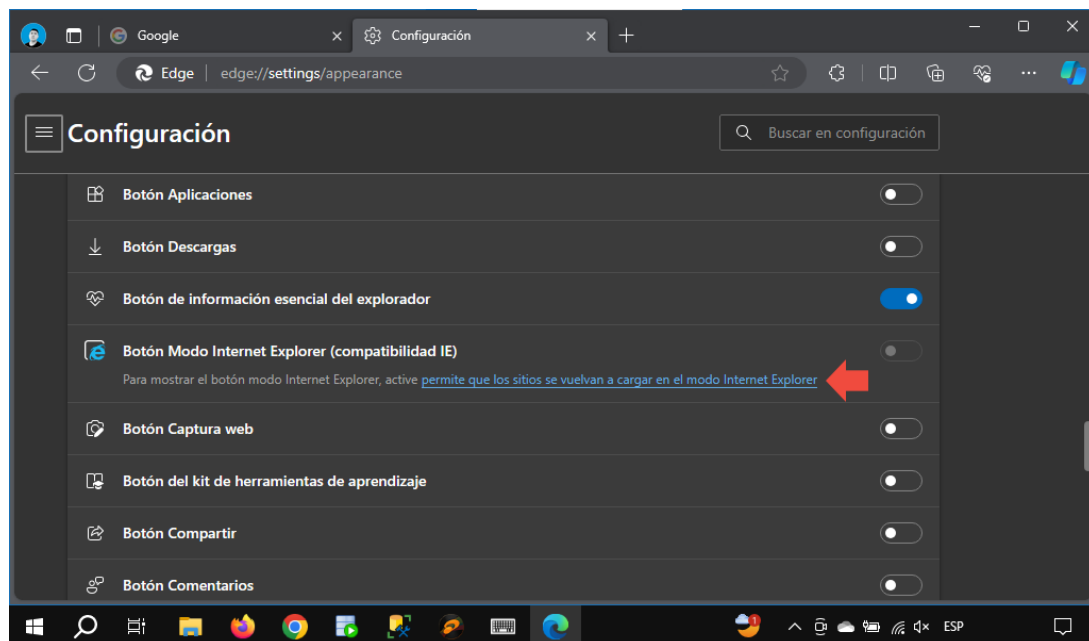 Google
Configuración
Edge
edge://settings/appearance
Configuración
Buscar en configuración
Botón Aplicaciones
Botón Descargas
Botón de información esencial del explorador
Botón Modo Internet Explorer (compatibilidad IE)
Para mostrar el botón modo Internet Explorer, active permite que los sitios se vuelvan a cargar en el modo Internet Explorer
Botón Captura web
Botón del kit de herramientas de aprendizaje
Botón Compartir
Botón Comentarios
1
ESP